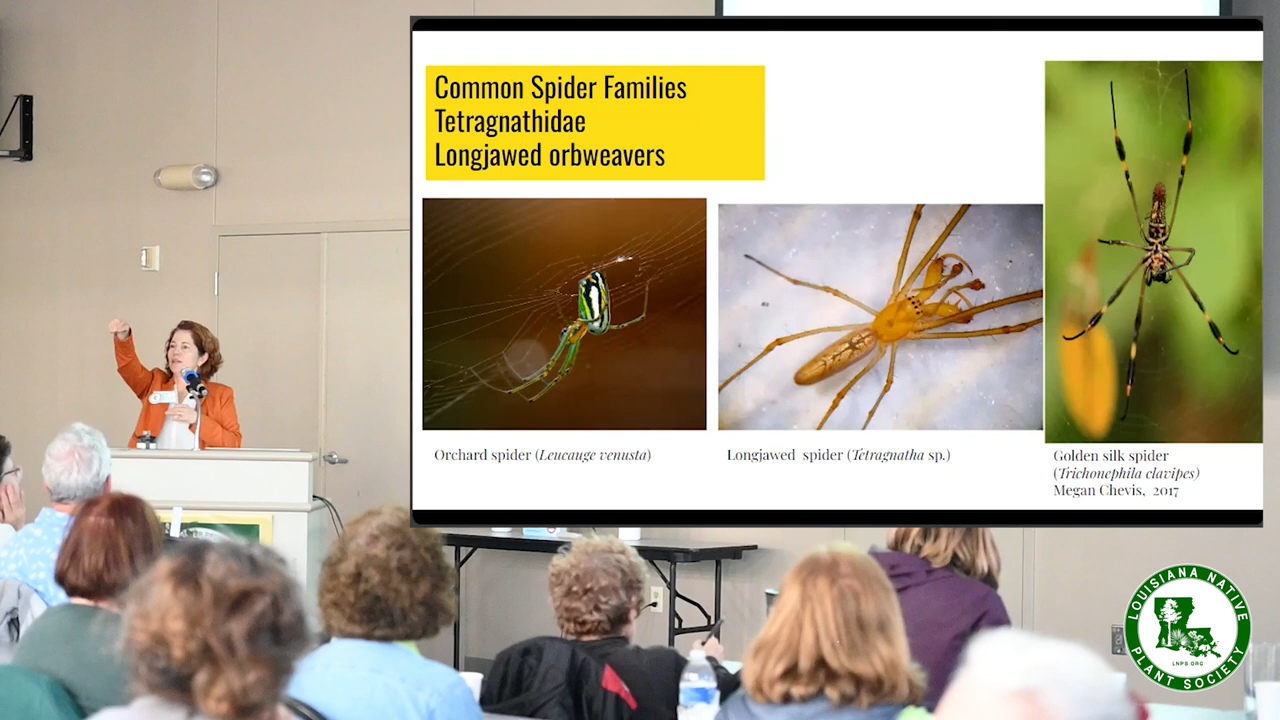 Common Spider Families
Tetragnathidae
Longjawed orbweavers
Orchard spider (Leucauge venusta)
Longjawed spider (Tetragnatha sp.)
Golden silk spider
(Trichonephila clavipes)
Megan Chevis, 2017
LOUISIANA NATIVE
PLANT SOCIETY
LNPS.ORG